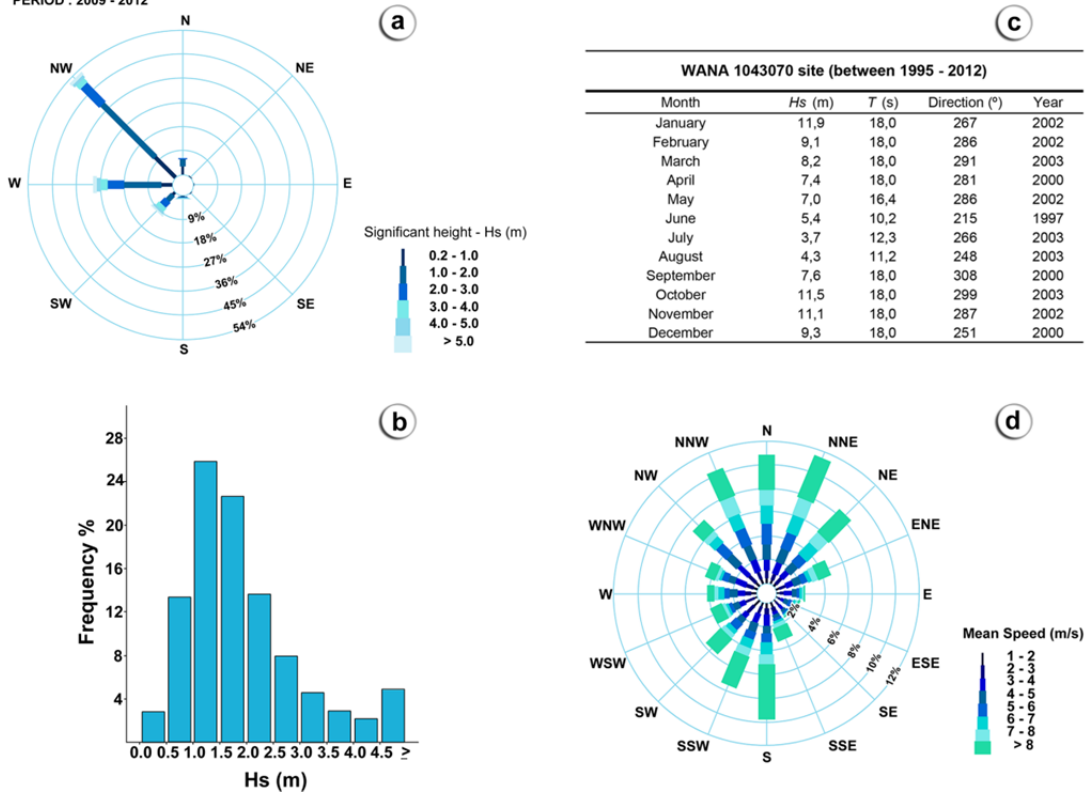 PERIOD : 2009 - 2012
a
N
NW
NE
W
E
9%
18%
27%
36%
45%
54%
SW
SE
S
Significant height - Hs (m)
0.2 - 1.0
1.0 - 2.0
2.0 - 3.0
3.0 - 4.0
4.0 - 5.0
> 5.0
c
WANA 1043070 site (between 1995 - 2012)
Month Hs (m) T (s) Direction (º) Year
January 11,9 18,0 267 2002
February 9,1 18,0 286 2002
March 8,2 18,0 291 2003
April 7,4 18,0 281 2000
May 7,0 16,4 286 2002
June 5,4 10,2 215 1997
July 3,7 12,3 266 2003
August 4,3 11,2 248 2003
September 7,6 18,0 308 2000
October 11,5 18,0 299 2003
November 11,1 18,0 287 2002
December 9,3 18,0 251 2000
b
Frequency %
28
24
20
16
12
8
4
0.0 0.5 1.0 1.5 2.0 2.5 3.0 3.5 4.0 4.5 ≥
Hs (m)
d
N
NNW
NNE
NW
NE
WNW
ENE
W
E
2%
4%
6%
8%
10%
12%
WSW
ESE
SW
SE
SSW
SSE
S
Mean Speed (m/s)
1 - 2
2 - 3
3 - 4
4 - 5
5 - 6
6 - 7
7 - 8
> 8